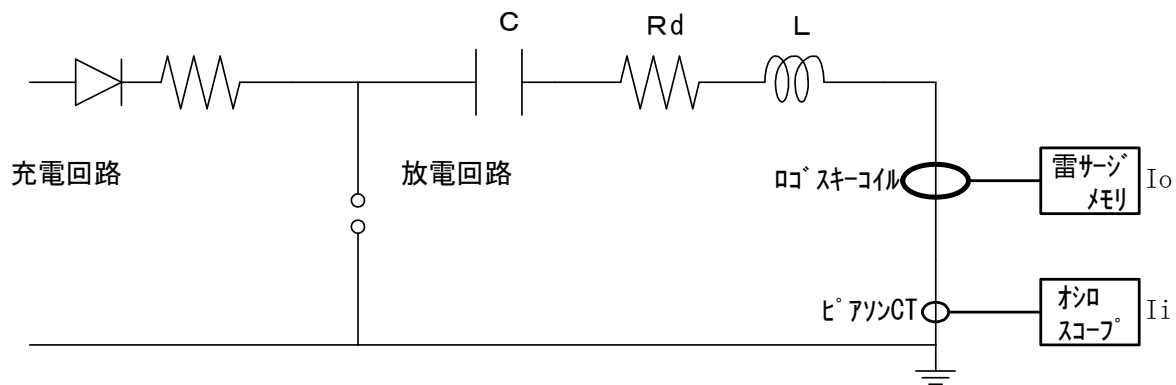 C
Rd
L
充電回路
放電回路
ﾛｺﾞｽｷｰｺｲﾙ
雷ｻｰｼﾞ
ﾒﾓﾘ
Io
ﾋﾟｱｿﾝCT
ｵｼﾛ
ｽｺｰﾌﾟ
Ii